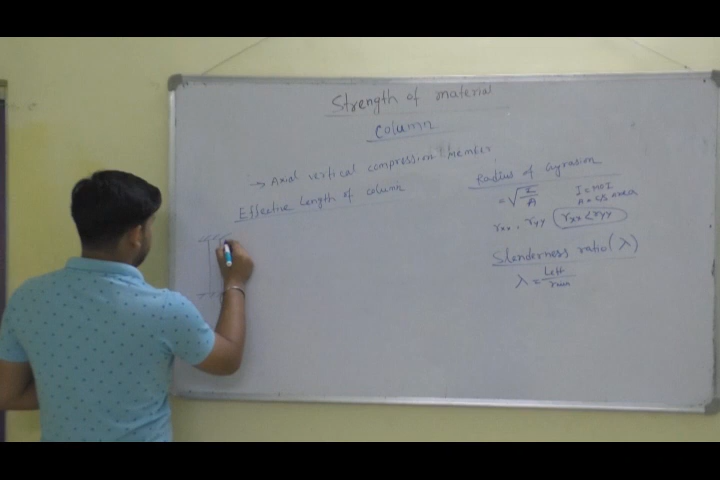 Strength of material
Column
→ Axial vertical compression member
Effective length of column
Radius of Gyration
= √I/A
I = MOI
A = c/s area
rxx, ryy rxx < ryy
Slenderness ratio (λ)
λ = Leff/rmin